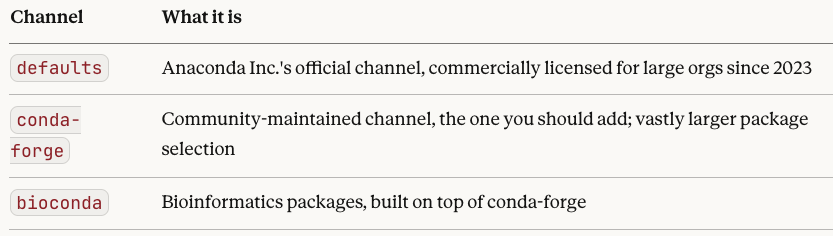 Channel What it is
defaults Anaconda Inc.'s official channel, commercially licensed for large orgs since 2023
conda- Community-maintained channel, the one you should add; vastly larger package
forge selection
bioconda Bioinformatics packages, built on top of conda-forge